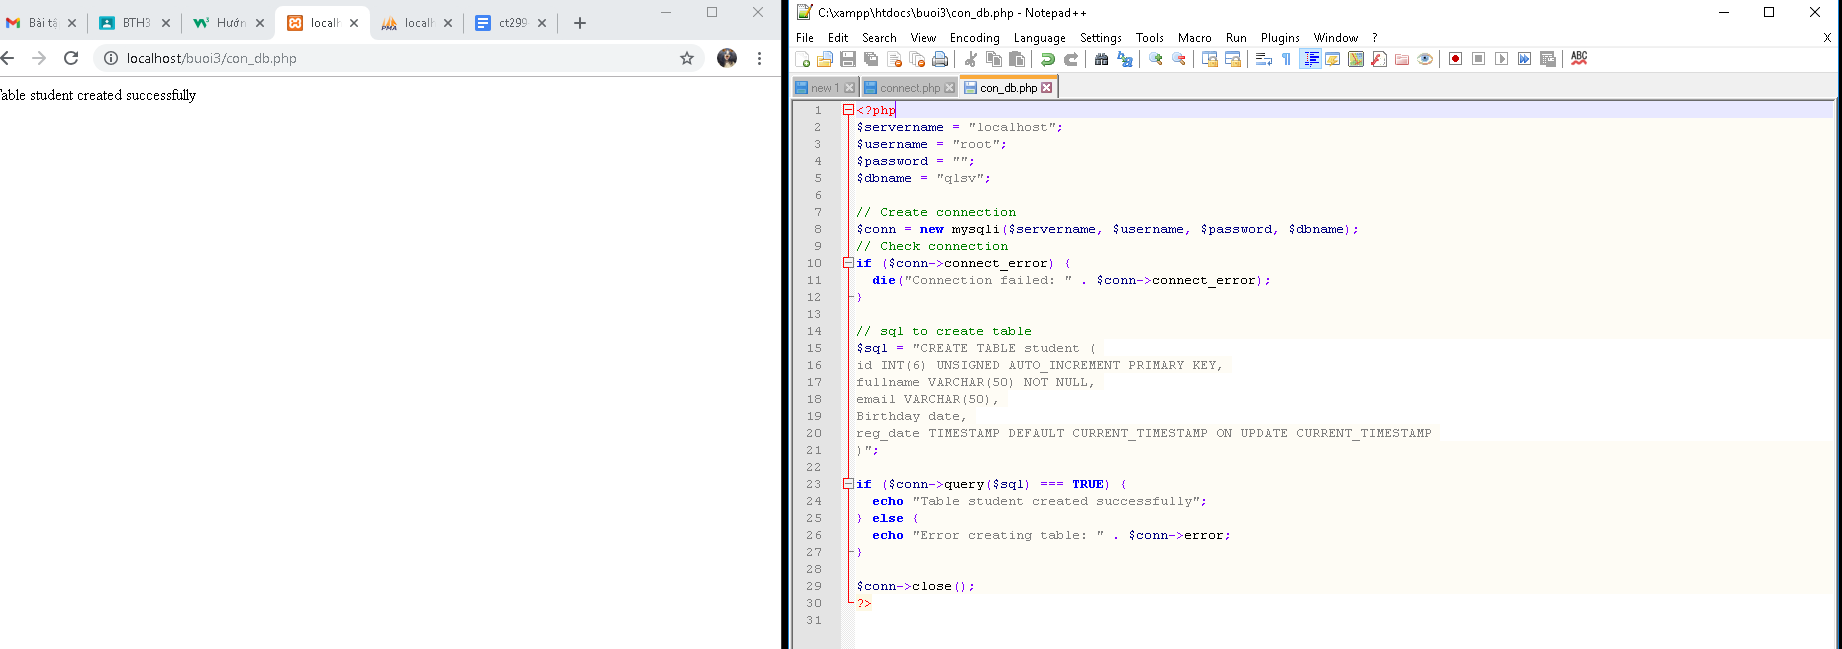 Bài tậ
BTH3
Hướn
localh
localh
ct299
localhost/buoi3/con_db.php
Table student created successfully
C:\xampp\htdocs\buoi3\con_db.php - Notepad++
File Edit Search View Encoding Language Settings Tools Macro Run Plugins Window ? X
ABC
new 1 connect.php con_db.php
1 <?php
2 $servername = "localhost";
3 $username = "root";
4 $password = "";
5 $dbname = "qlsv";
6
7 // Create connection
8 $conn = new mysqli($servername, $username, $password, $dbname);
9 // Check connection
10 if ($conn->connect_error) {
11 die("Connection failed: " . $conn->connect_error);
12 }
13
14 // sql to create table
15 $sql = "CREATE TABLE student (
16 id INT(6) UNSIGNED AUTO_INCREMENT PRIMARY KEY,
17 fullname VARCHAR(50) NOT NULL,
18 email VARCHAR(50),
19 Birthday date,
20 reg_date TIMESTAMP DEFAULT CURRENT_TIMESTAMP ON UPDATE CURRENT_TIMESTAMP
21 )";
22
23 if ($conn->query($sql) === TRUE) {
24 echo "Table student created successfully";
25 } else {
26 echo "Error creating table: " . $conn->error;
27 }
28
29 $conn->close();
30 ?>
31